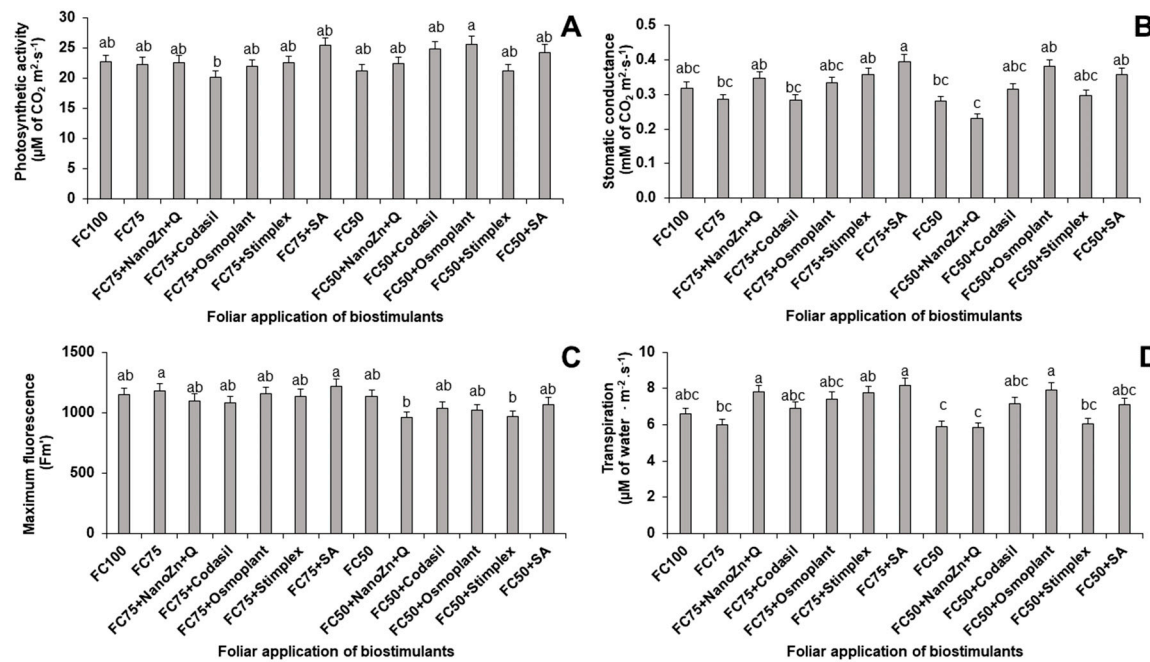 A
Photosynthetic activity
(µM of CO₂ m²·s⁻¹)
30
25
20
15
10
5
0
ab ab ab b ab ab ab ab ab ab a ab ab
FC100
FC75
FC75+NanoZn+Q
FC75+Codasil
FC75+Osmoplant
FC75+Stimplex
FC75+SA
FC50
FC50+NanoZn+Q
FC50+Codasil
FC50+Osmoplant
FC50+Stimplex
FC50+SA
Foliar application of biostimulants
B
Stomatic conductance
(mM of CO₂ m²·s⁻¹)
0.5
0.4
0.3
0.2
0.1
0.0
abc bc ab bc abc ab a bc c abc ab abc ab
FC100
FC75
FC75+NanoZn+Q
FC75+Codasil
FC75+Osmoplant
FC75+Stimplex
FC75+SA
FC50
FC50+NanoZn+Q
FC50+Codasil
FC50+Osmoplant
FC50+Stimplex
FC50+SA
Foliar application of biostimulants
C
Maximum fluorescence
(Fm')
1500
1000
500
0
ab a ab ab ab ab a ab b ab ab b ab
FC100
FC75
FC75+NanoZn+Q
FC75+Codasil
FC75+Osmoplant
FC75+Stimplex
FC75+SA
FC50
FC50+NanoZn+Q
FC50+Codasil
FC50+Osmoplant
FC50+Stimplex
FC50+SA
Foliar application of biostimulants
D
Transpiration
(µM of water · m⁻².s⁻¹)
10
8
6
4
2
0
abc bc a abc abc ab a c c abc a bc abc
FC100
FC75
FC75+NanoZn+Q
FC75+Codasil
FC75+Osmoplant
FC75+Stimplex
FC75+SA
FC50
FC50+NanoZn+Q
FC50+Codasil
FC50+Osmoplant
FC50+Stimplex
FC50+SA
Foliar application of biostimulants